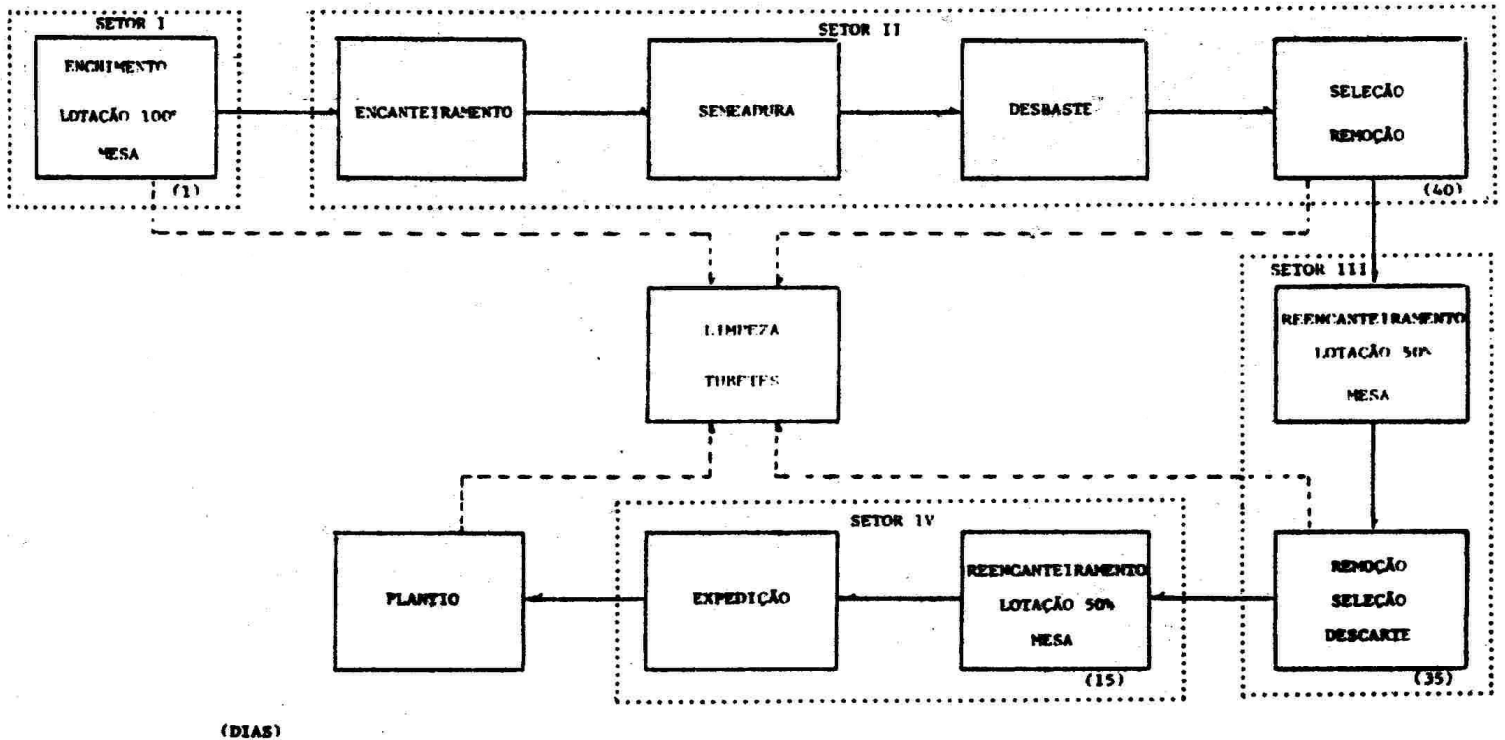 SETOR I
ENCHIMENTO
LOTAÇÃO 100%
MESA
(1)
SETOR II
ENCANTEIRAMENTO
SEMEADURA
DESBASTE
SELEÇÃO
REMOÇÃO
(40)
SETOR III
REENCANTEIRAMENTO
LOTAÇÃO 50%
MESA
LIMPEZA
TUBETES
REMOÇÃO
SELEÇÃO
DESCARTE
(35)
SETOR IV
REENCANTEIRAMENTO
LOTAÇÃO 50%
MESA
(15)
EXPEDIÇÃO
PLANTIO
(DIAS)